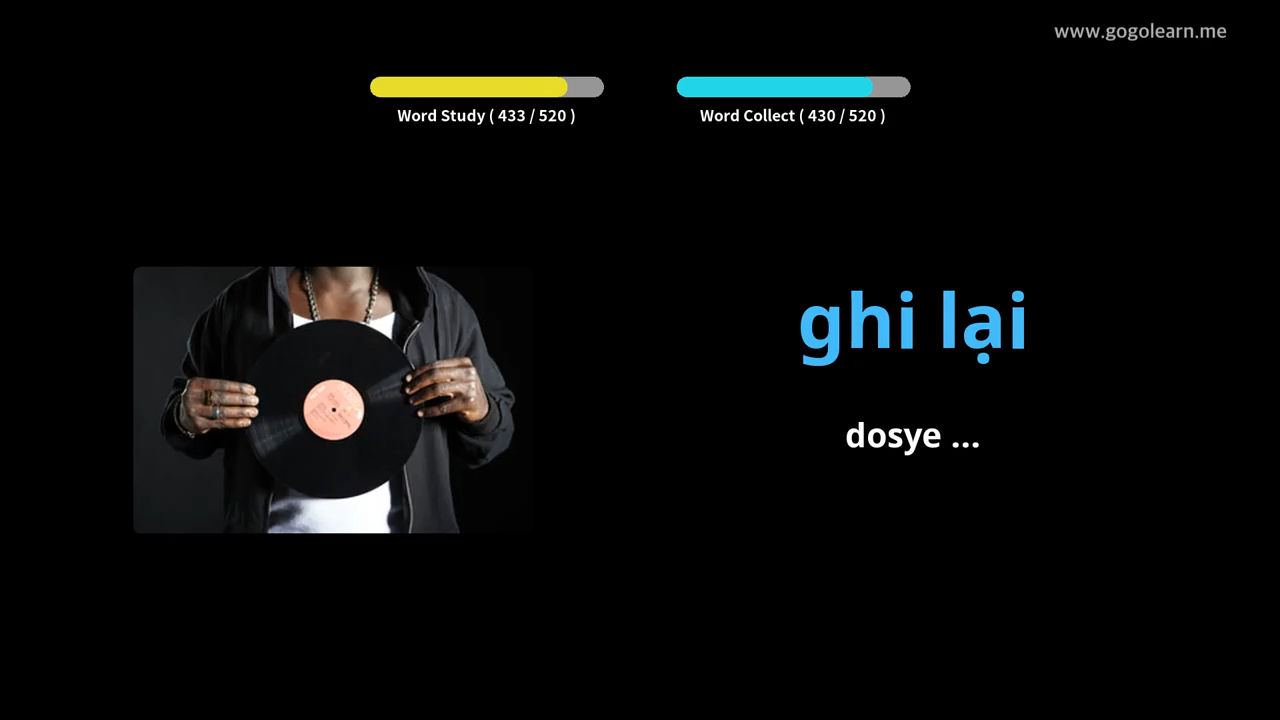 www.gogolearn.me
Word Study ( 433 / 520 )
Word Collect ( 430 / 520 )
ghi lại
dosye ...